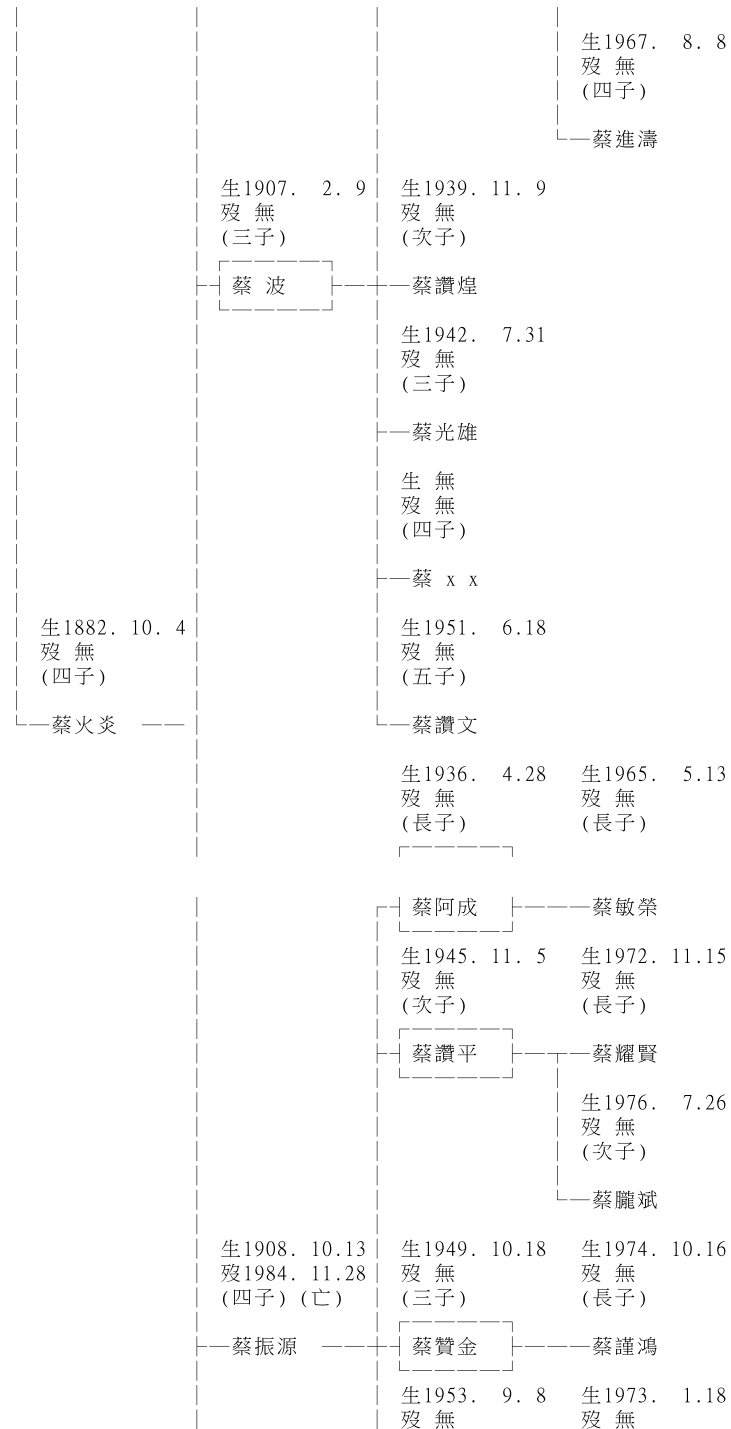 生1967. 8. 8
歿 無
(四子)
蔡進濤
生1907. 2. 9 生1939. 11. 9
歿 無 歿 無
(三子) (次子)
蔡 波 蔡讚煌
生1942. 7.31
歿 無
(三子)
蔡光雄
生 無
歿 無
(四子)
蔡 x x
生1882. 10. 4 生1951. 6.18
歿 無 歿 無
(四子) (五子)
蔡火炎 蔡讚文
生1936. 4.28 生1965. 5.13
歿 無 歿 無
(長子) (長子)
蔡阿成 蔡敏榮
生1945. 11. 5 生1972. 11.15
歿 無 歿 無
(次子) (長子)
蔡讚平 蔡耀賢
生1976. 7.26
歿 無
(次子)
蔡朧斌
生1908. 10.13 生1949. 10.18 生1974. 10.16
歿1984. 11.28 歿 無 歿 無
(四子) (亡) (三子) (長子)
蔡振源 蔡贊金 蔡謹鴻
生1953. 9. 8 生1973. 1.18
歿 無 歿 無